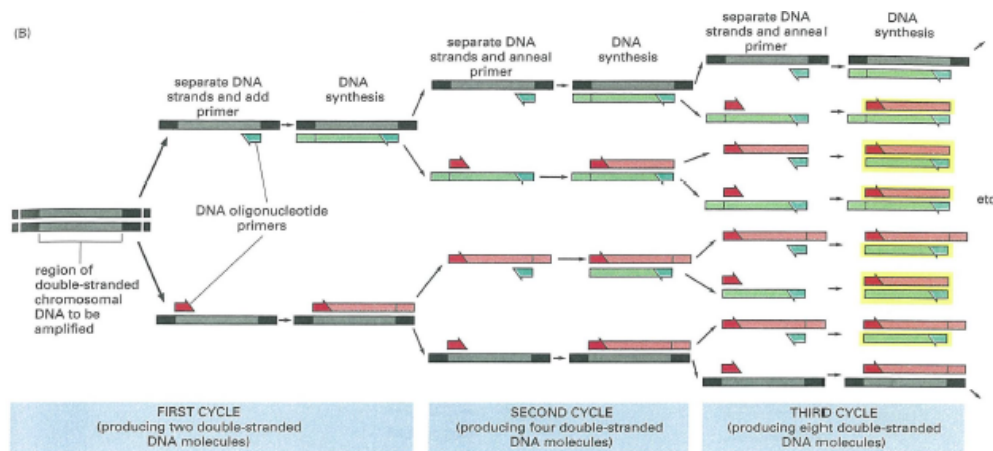 (B)
separate DNA
strands and add
primer
DNA
synthesis
separate DNA
strands and anneal
primer
DNA
synthesis
separate DNA
strands and anneal
primer
DNA
synthesis
DNA oligonucleotide
primers
region of
double-stranded
chromosomal
DNA to be
amplified
etc
FIRST CYCLE
(producing two double-stranded
DNA molecules)
SECOND CYCLE
(producing four double-stranded
DNA molecules)
THIRD CYCLE
(producing eight double-stranded
DNA molecules)